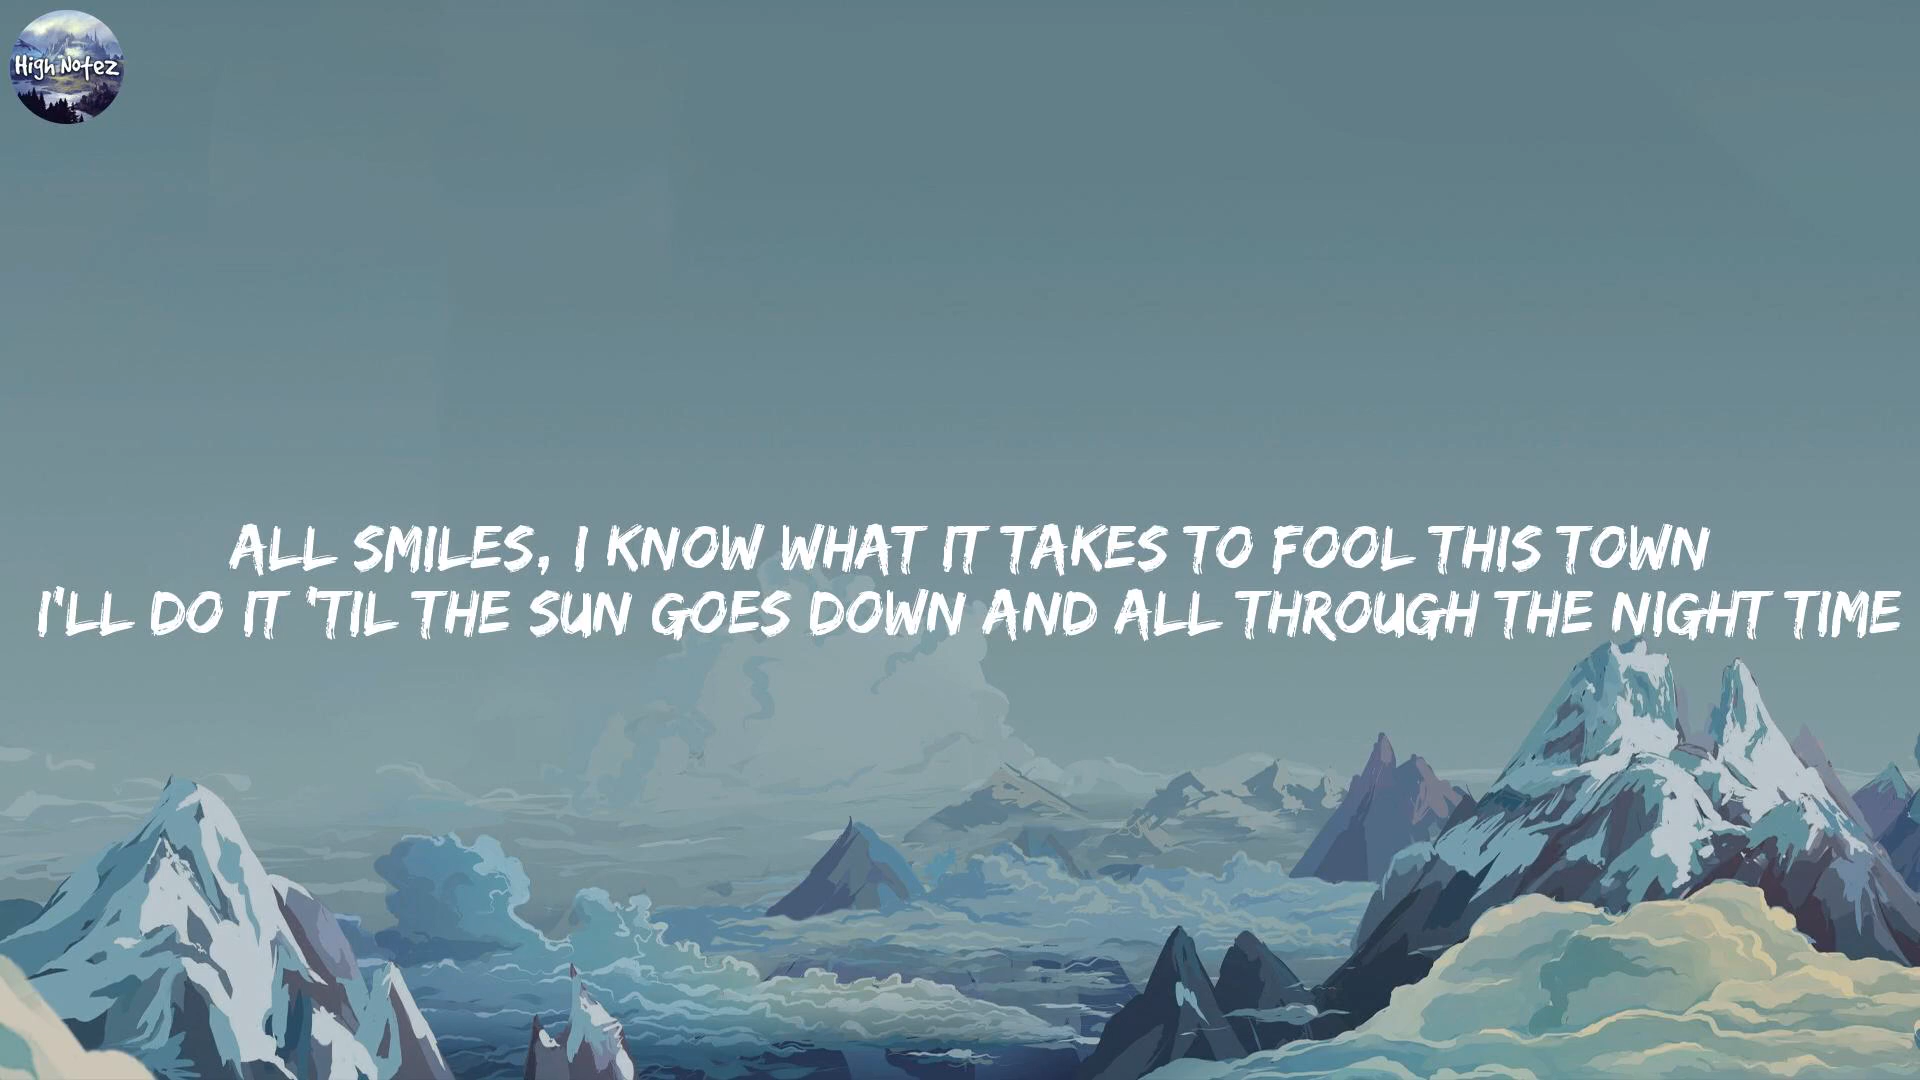 High Notez
ALL SMILES, I KNOW WHAT IT TAKES TO FOOL THIS TOWN
I'LL DO IT 'TIL THE SUN GOES DOWN AND ALL THROUGH THE NIGHT TIME